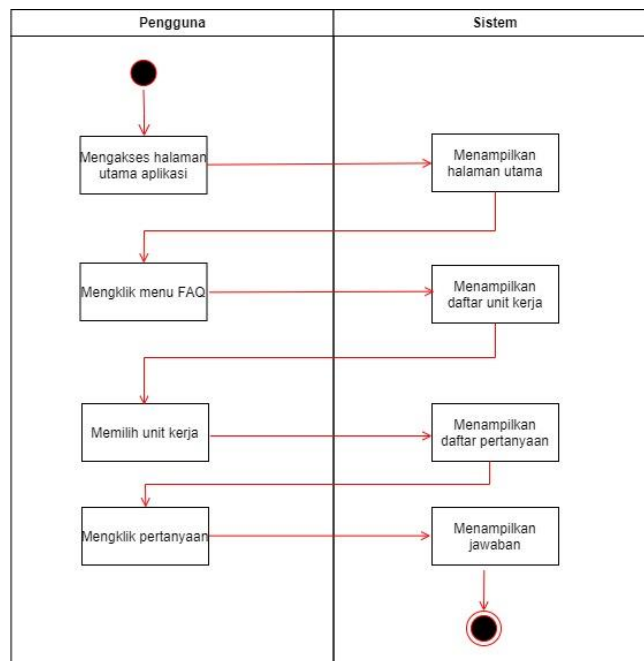 Pengguna
Sistem
Mengakses halaman
utama aplikasi
Menampilkan
halaman utama
Mengklik menu FAQ
Menampilkan
daftar unit kerja
Memilih unit kerja
Menampilkan
daftar pertanyaan
Mengklik pertanyaan
Menampilkan
jawaban